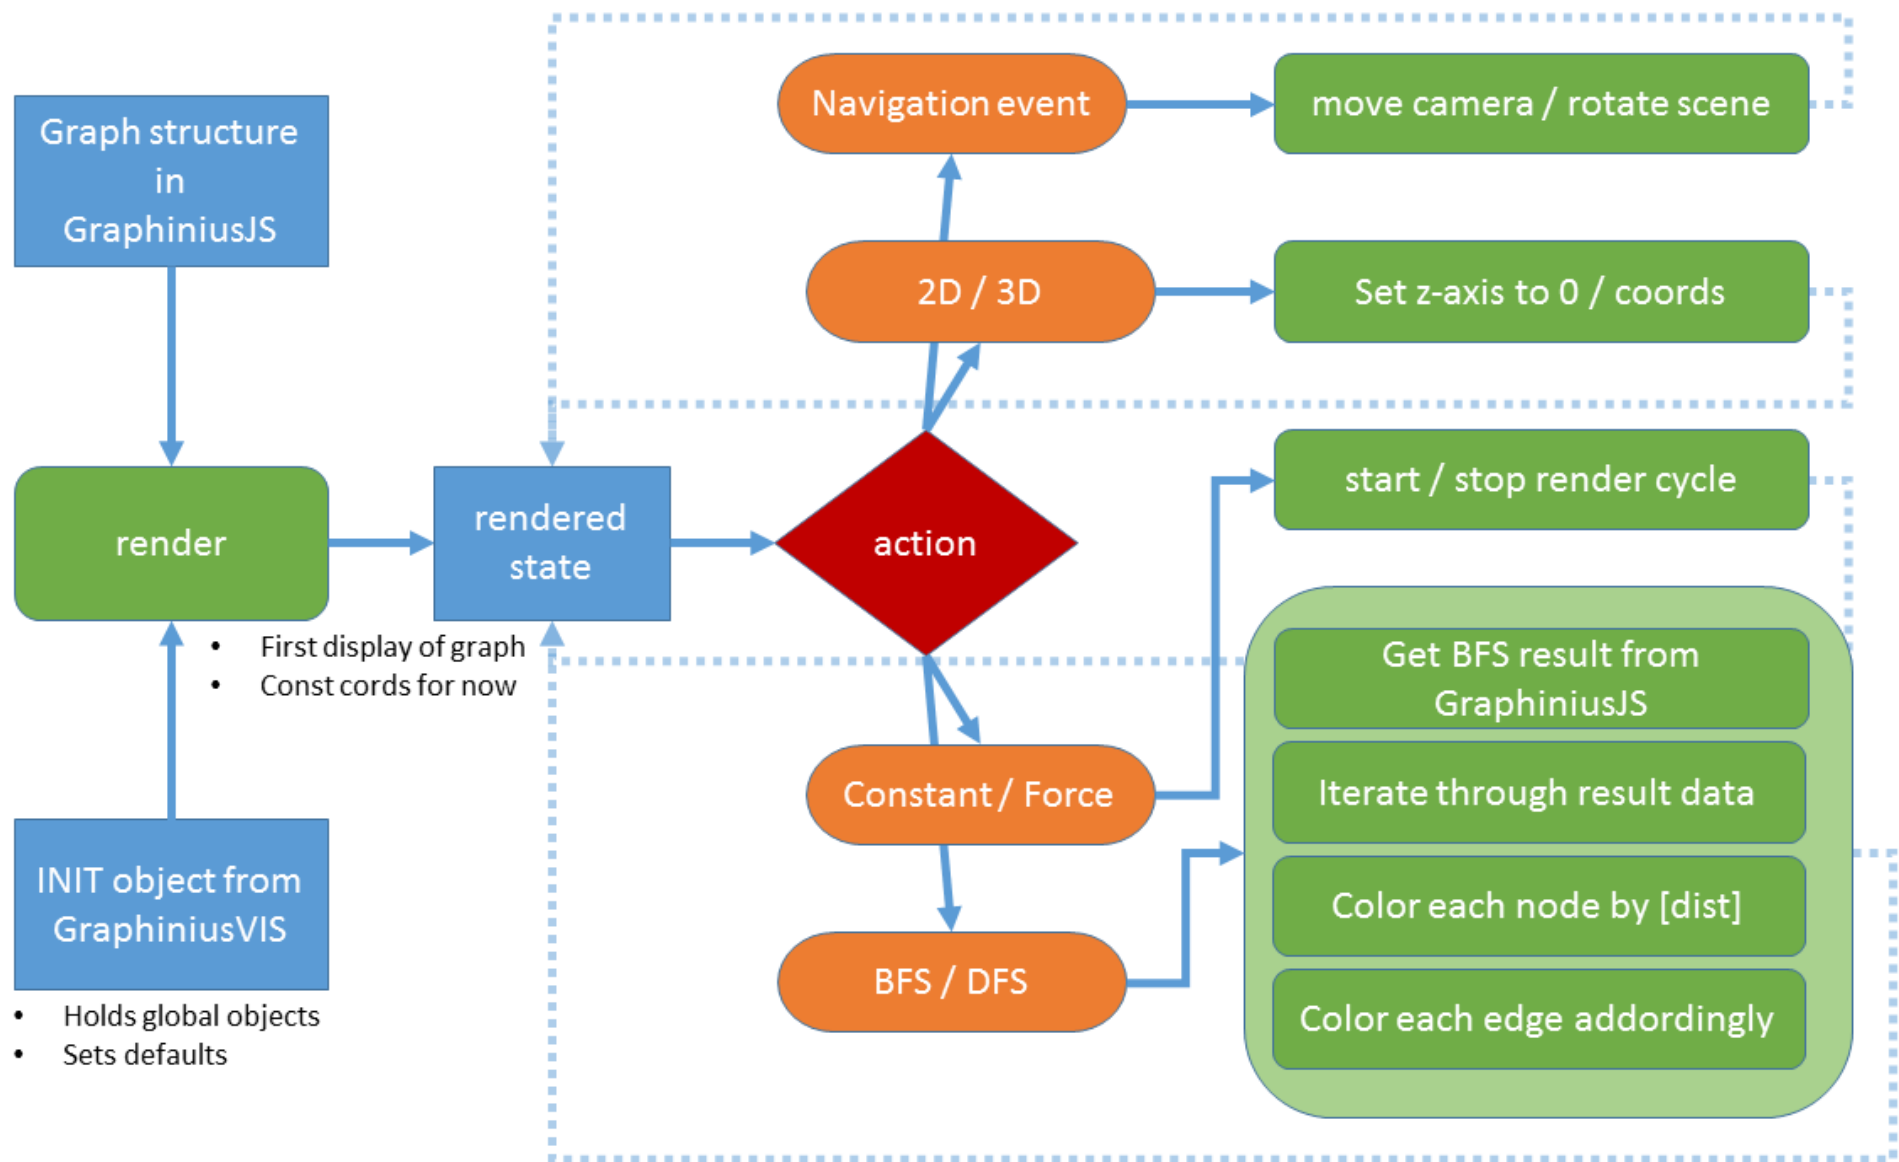 Graph structure
in
GraphiniusJS
render
• First display of graph
• Const cords for now
INIT object from
GraphiniusVIS
• Holds global objects
• Sets defaults
rendered
state
action
Navigation event
move camera / rotate scene
2D / 3D
Set z-axis to 0 / coords
Constant / Force
start / stop render cycle
BFS / DFS
Get BFS result from
GraphiniusJS
Iterate through result data
Color each node by [dist]
Color each edge addordingly